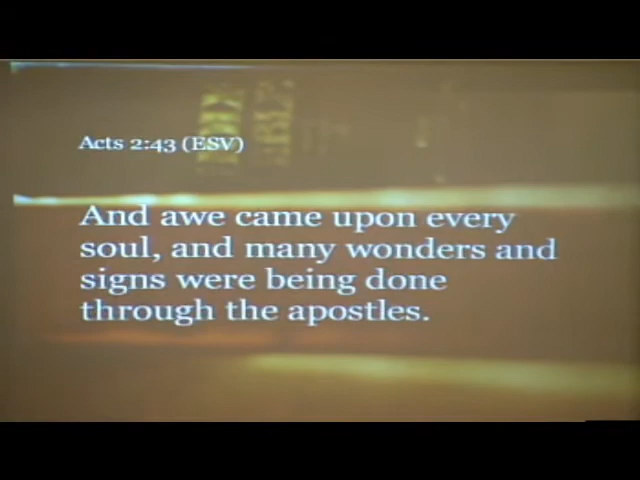 Acts 2:43 (ESV)
And awe came upon every
soul, and many wonders and
signs were being done
through the apostles.